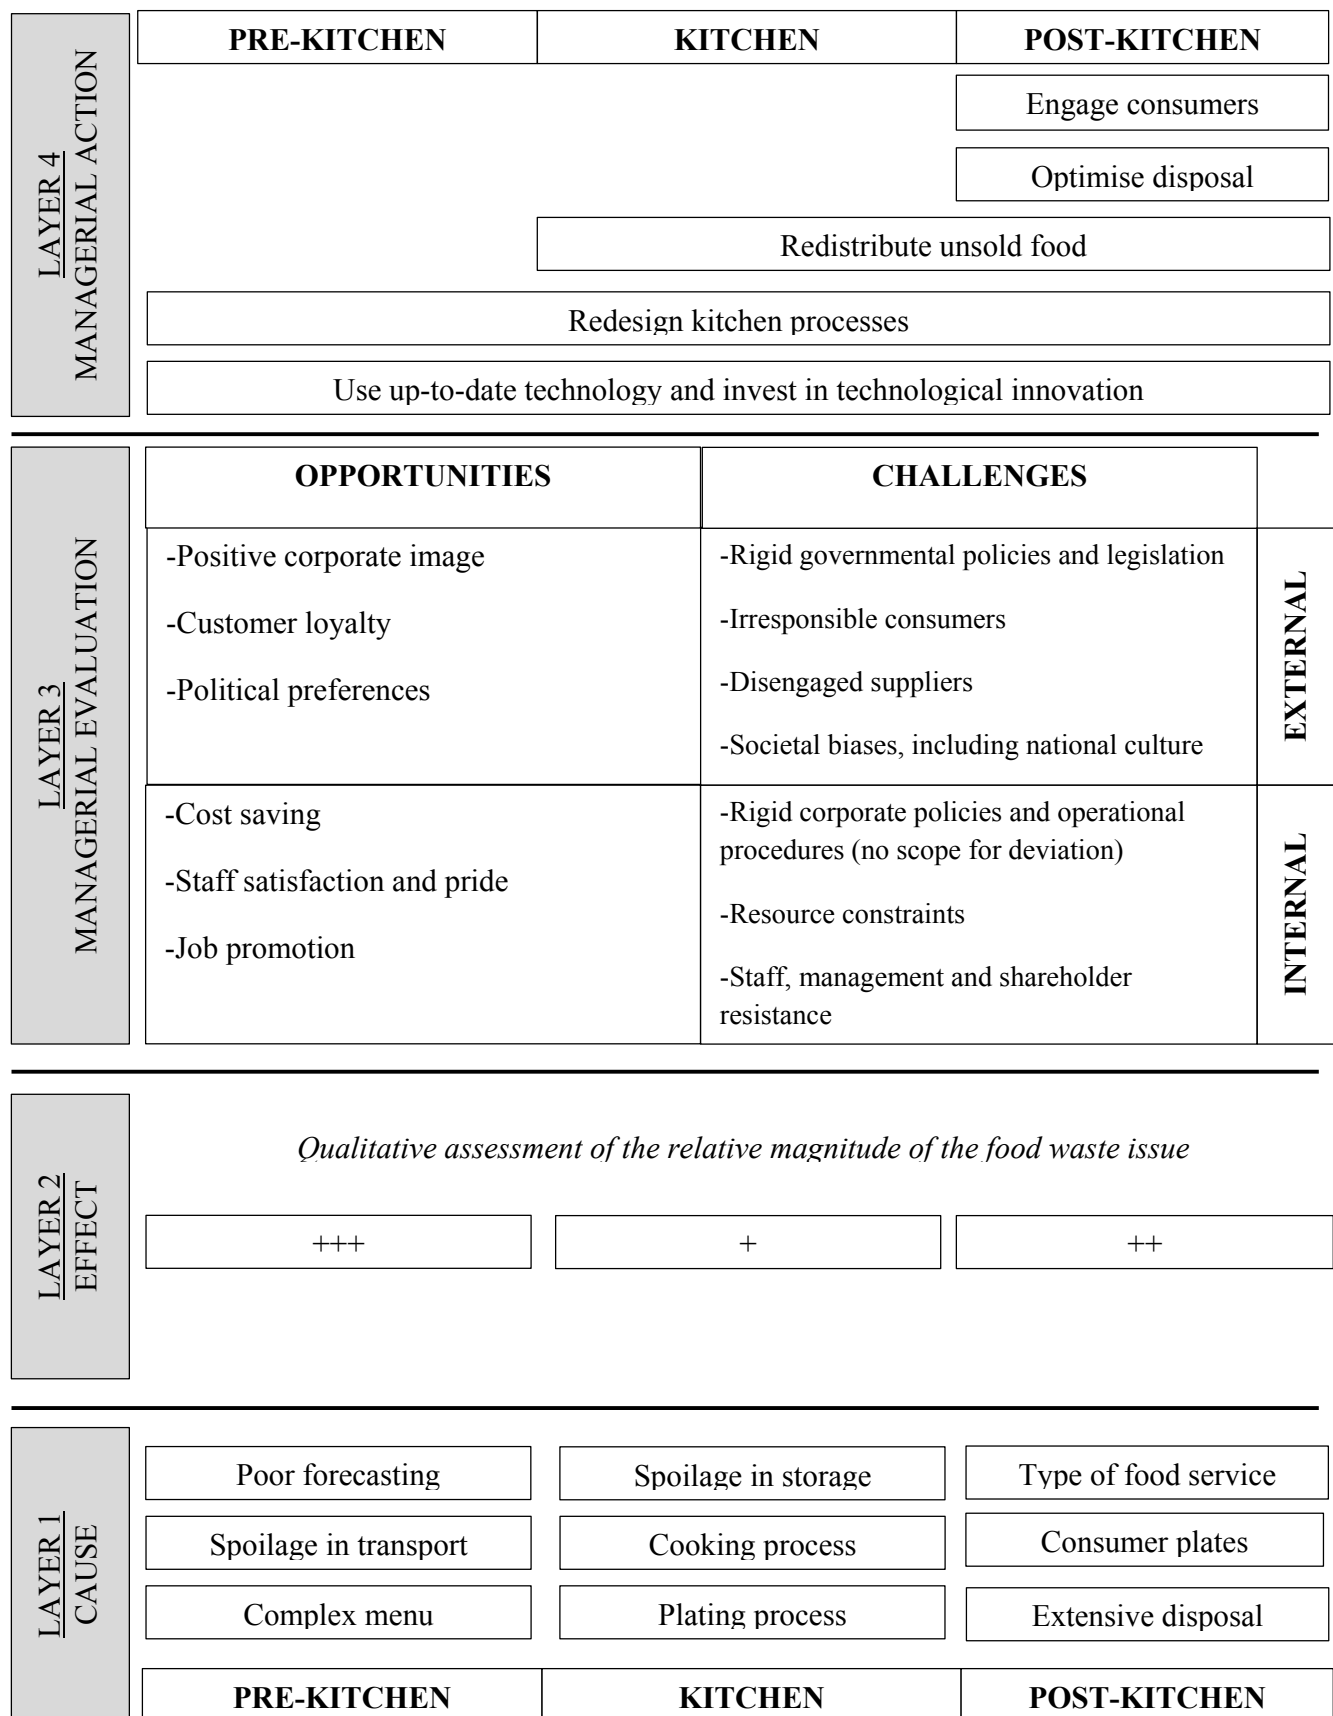 LAYER 4
MANAGERIAL ACTION
PRE-KITCHEN
KITCHEN
POST-KITCHEN
Engage consumers
Optimise disposal
Redistribute unsold food
Redesign kitchen processes
Use up-to-date technology and invest in technological innovation
LAYER 3
MANAGERIAL EVALUATION
OPPORTUNITIES
CHALLENGES
-Positive corporate image
-Customer loyalty
-Political preferences
-Rigid governmental policies and legislation
-Irresponsible consumers
-Disengaged suppliers
-Societal biases, including national culture
EXTERNAL
-Cost saving
-Staff satisfaction and pride
-Job promotion
-Rigid corporate policies and operational
procedures (no scope for deviation)
-Resource constraints
-Staff, management and shareholder
resistance
INTERNAL
LAYER 2
EFFECT
Qualitative assessment of the relative magnitude of the food waste issue
+++
+
++
LAYER 1
CAUSE
Poor forecasting
Spoilage in storage
Type of food service
Spoilage in transport
Cooking process
Consumer plates
Complex menu
Plating process
Extensive disposal
PRE-KITCHEN
KITCHEN
POST-KITCHEN